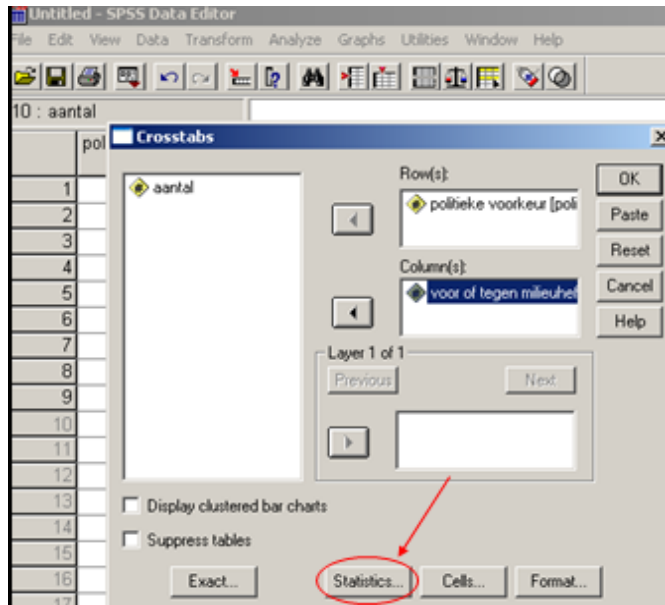 Untitled - SPSS Data Editor
File Edit View Data Transform Analyze Graphs Utilities Window Help
10 : aantal
pol
Crosstabs
aantal
Row(s):
politieke voorkeur [poli
Column(s):
voor of tegen milieuhef
Layer 1 of 1
Previous
Next
Display clustered bar charts
Suppress tables
Exact...
Statistics...
Cells...
Format...
OK
Paste
Reset
Cancel
Help
1
2
3
4
5
6
7
8
9
10
11
12
13
14
15
16
17